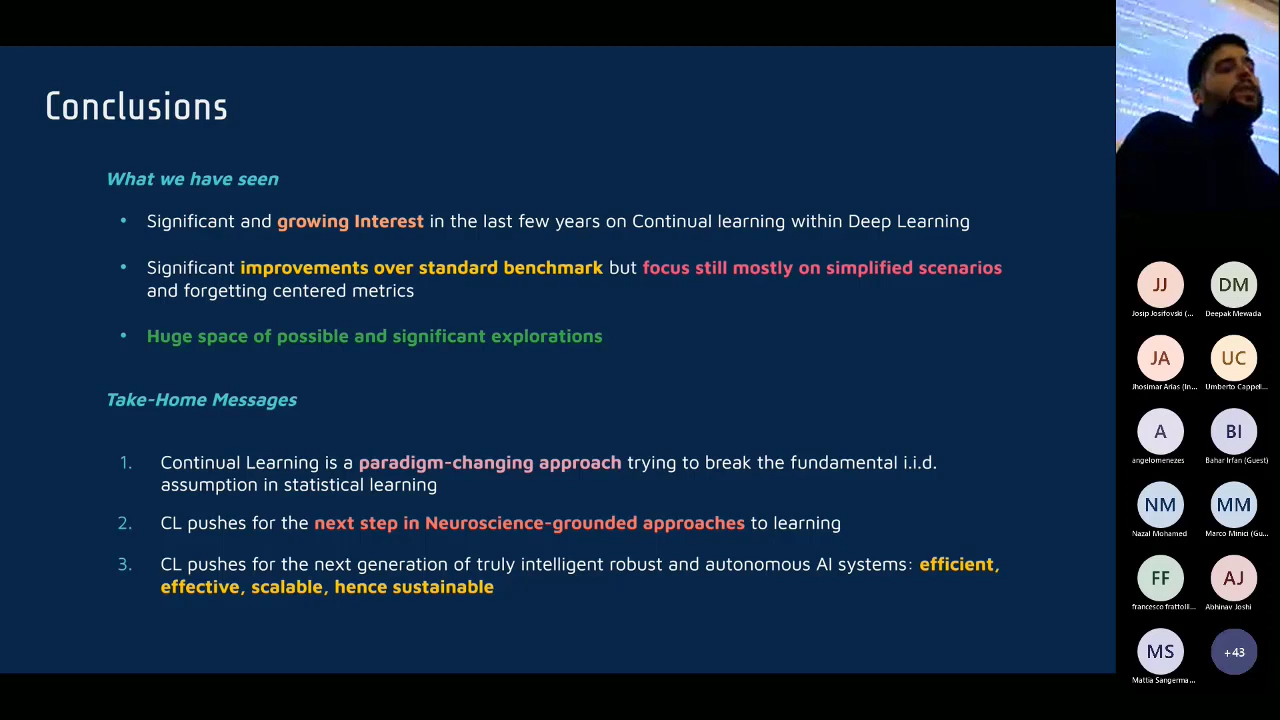 Conclusions
What we have seen
• Significant and growing Interest in the last few years on Continual learning within Deep Learning
• Significant improvements over standard benchmark but focus still mostly on simplified scenarios
and forgetting centered metrics
• Huge space of possible and significant explorations
Take-Home Messages
1. Continual Learning is a paradigm-changing approach trying to break the fundamental i.i.d.
assumption in statistical learning
2. CL pushes for the next step in Neuroscience-grounded approaches to learning
3. CL pushes for the next generation of truly intelligent robust and autonomous AI systems: efficient,
effective, scalable, hence sustainable
JJ DM
Josip Josifovski (... Deepak Mewada
JA UC
Jhosimar Arias (In... Umberto Cappell...
A BI
angelomenezes Bahar Irfan (Guest)
NM MM
Nazal Mohamed Marco Minici (Gu...
FF AJ
francesco frattolli... Abhinav Joshi
MS +43
Mattia Sangerma...